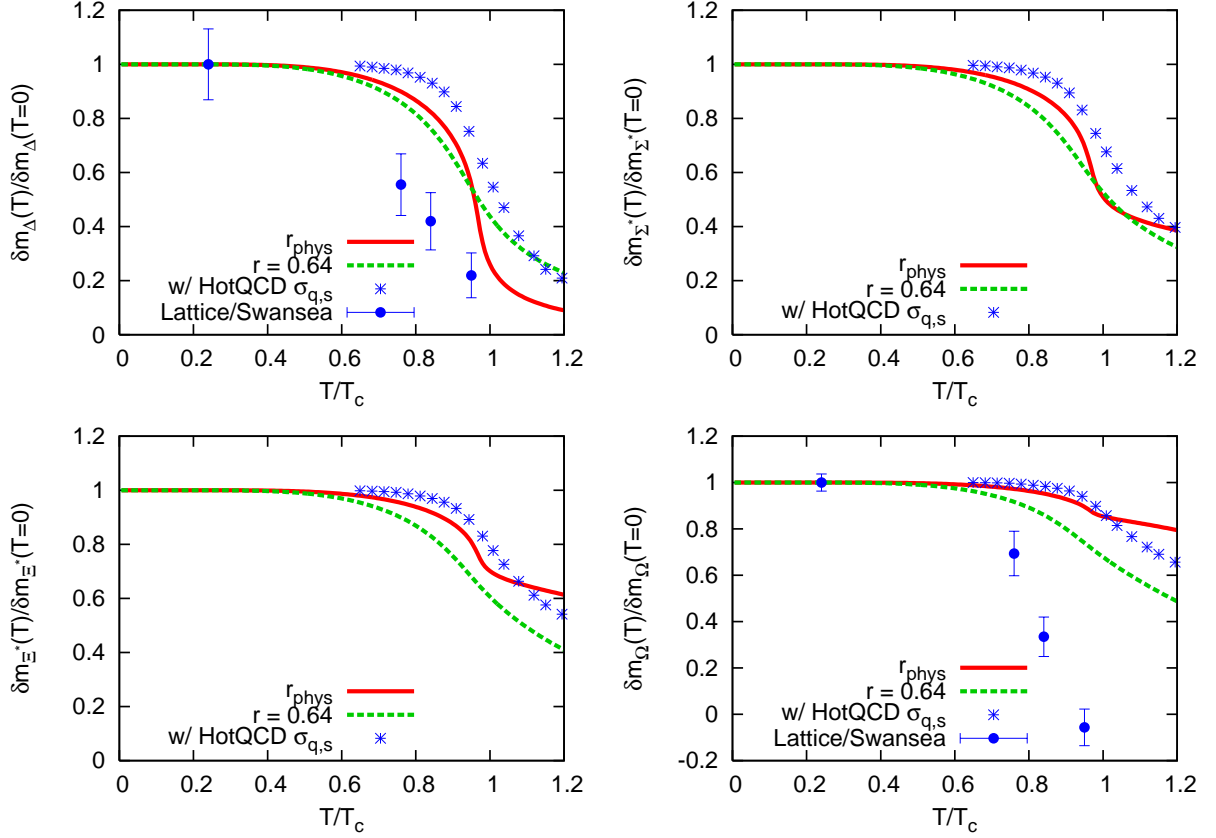 δm_Δ(T)/δm_Δ(T=0)
1.2
1
0.8
0.6
0.4
0.2
0
r_phys
r = 0.64
w/ HotQCD σ_q,s
Lattice/Swansea
0 0.2 0.4 0.6 0.8 1 1.2
T/T_c
δm_Σ*(T)/δm_Σ*(T=0)
1.2
1
0.8
0.6
0.4
0.2
0
r_phys
r = 0.64
w/ HotQCD σ_q,s
0 0.2 0.4 0.6 0.8 1 1.2
T/T_c
δm_Ξ*(T)/δm_Ξ*(T=0)
1.2
1
0.8
0.6
0.4
0.2
0
r_phys
r = 0.64
w/ HotQCD σ_q,s
0 0.2 0.4 0.6 0.8 1 1.2
T/T_c
δm_Ω(T)/δm_Ω(T=0)
1.2
1
0.8
0.6
0.4
0.2
0
-0.2
r_phys
r = 0.64
w/ HotQCD σ_q,s
Lattice/Swansea
0 0.2 0.4 0.6 0.8 1 1.2
T/T_c